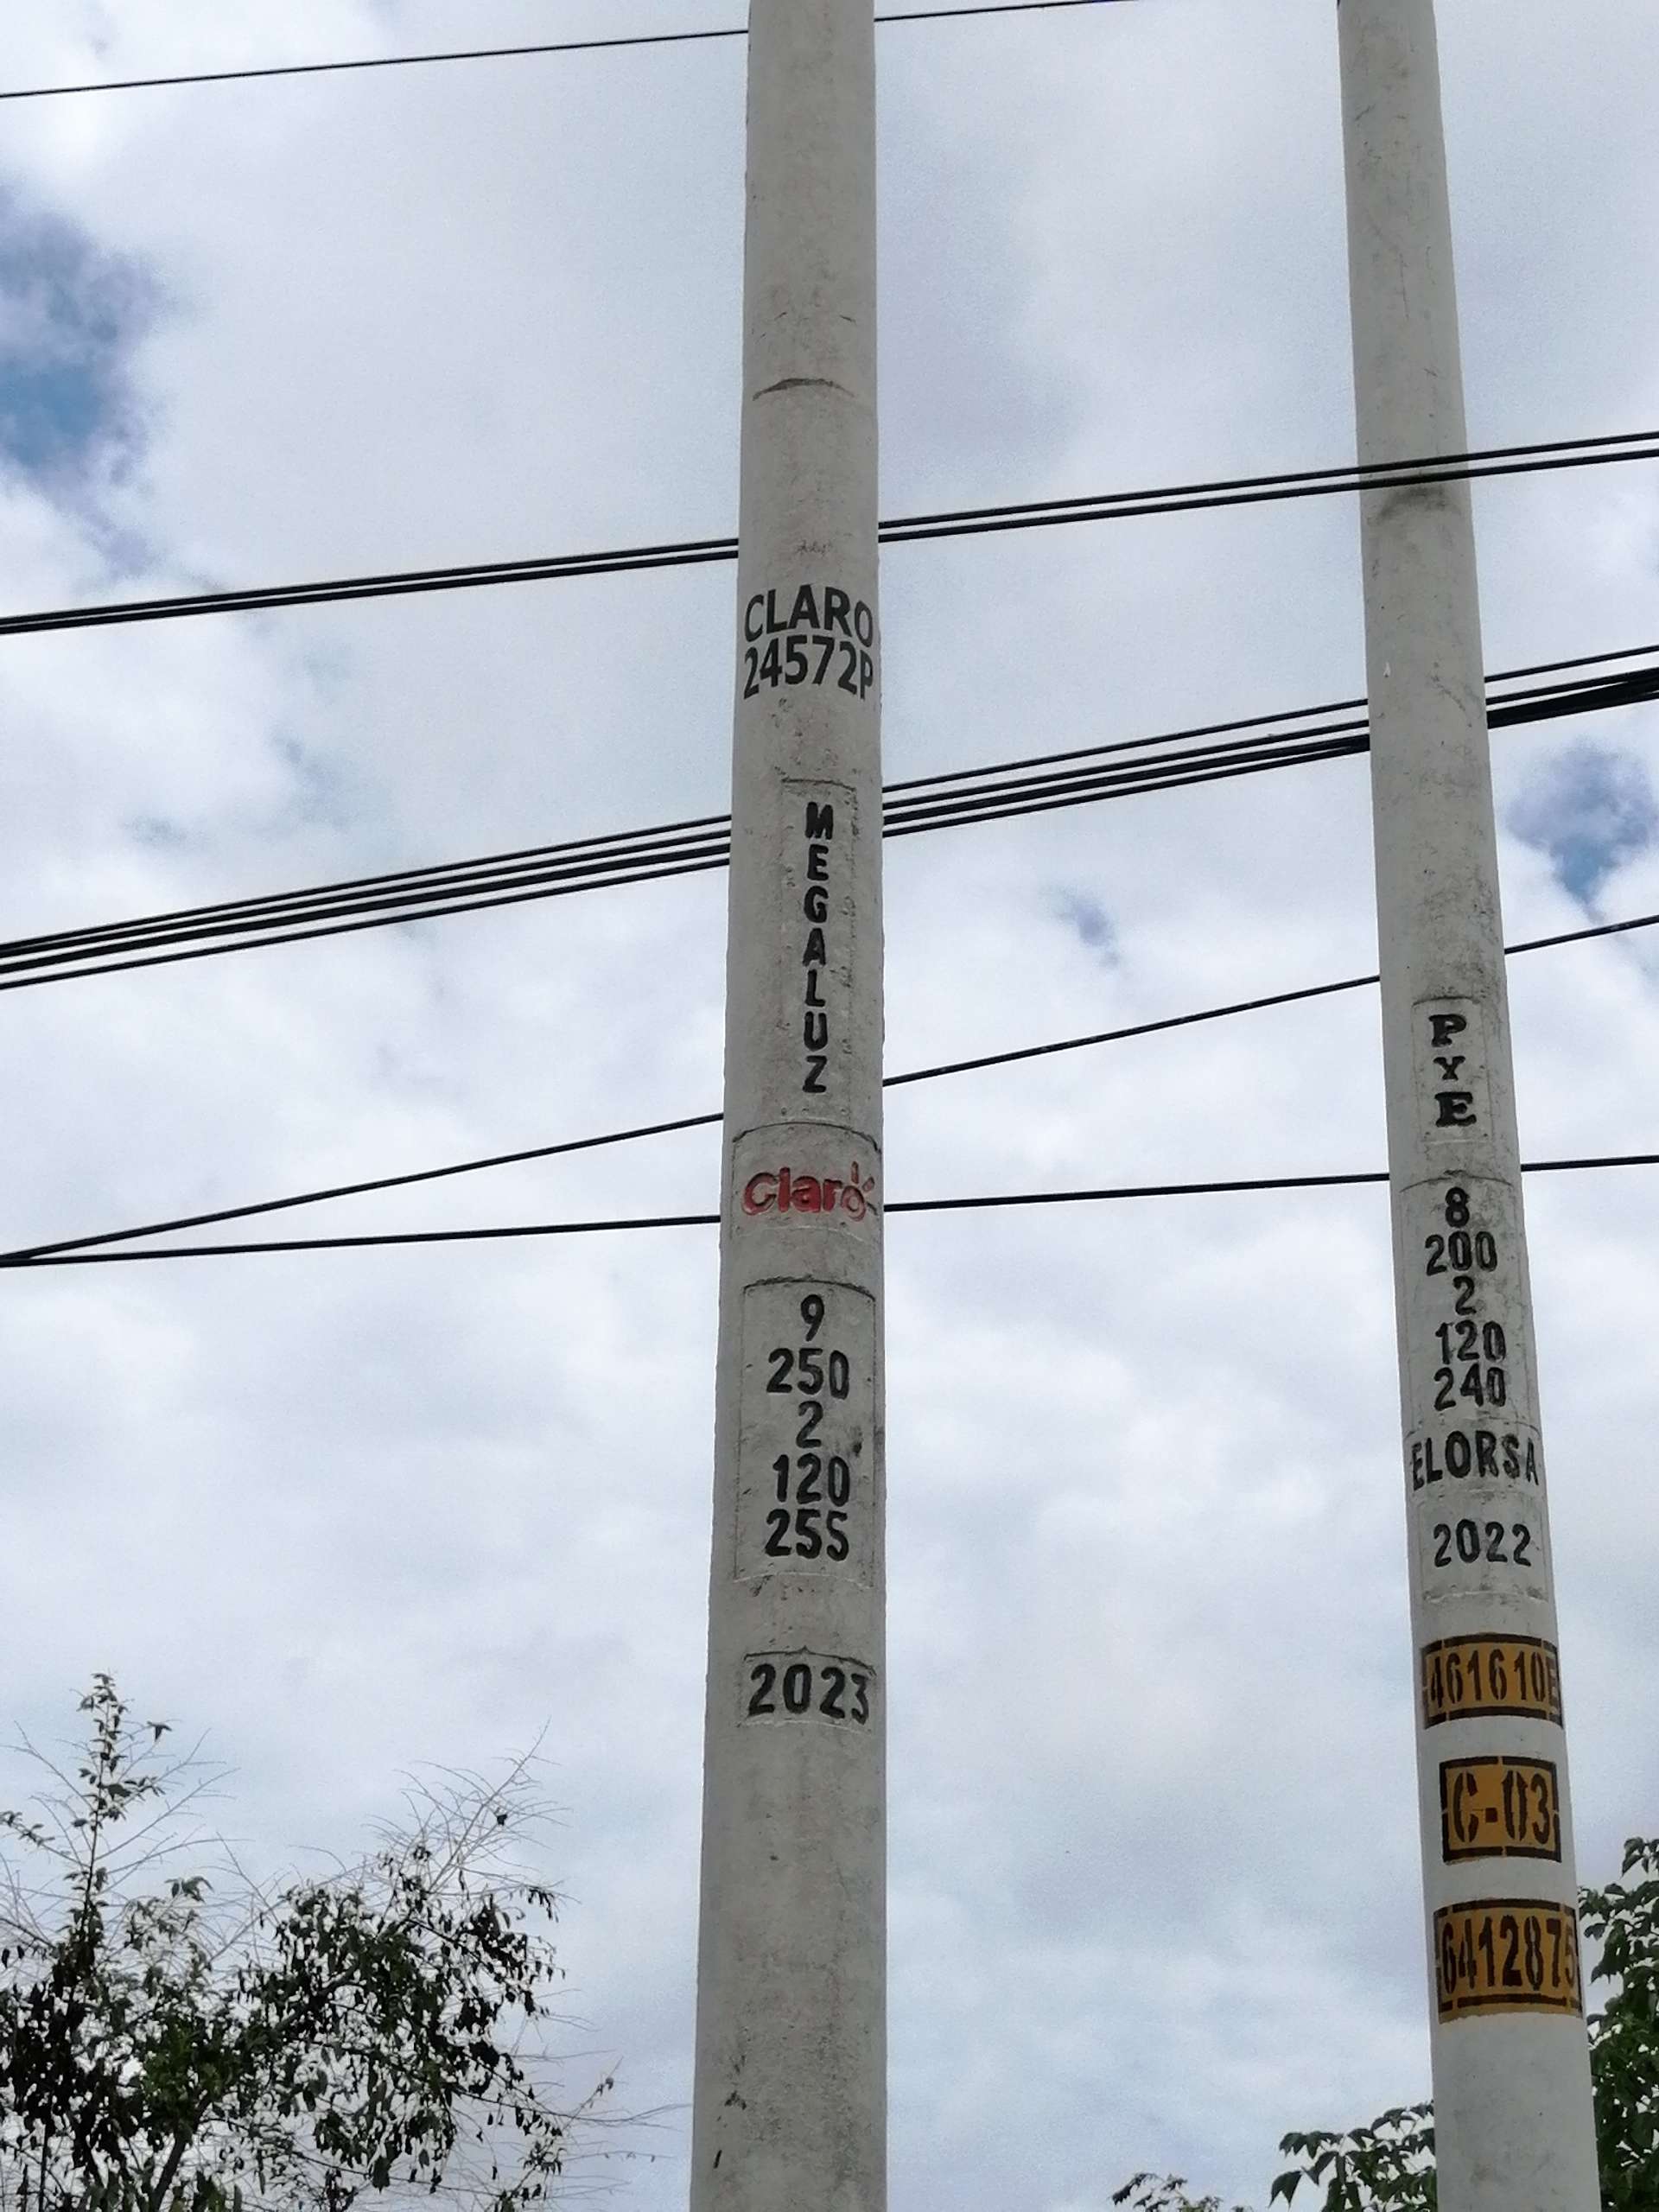 CLARO
24572P
MEGALUZ
Claro
9
250
2
120
255
2023
PYE
8
200
2
120
240
ELORSA
2022
461610E
C-03
6412875